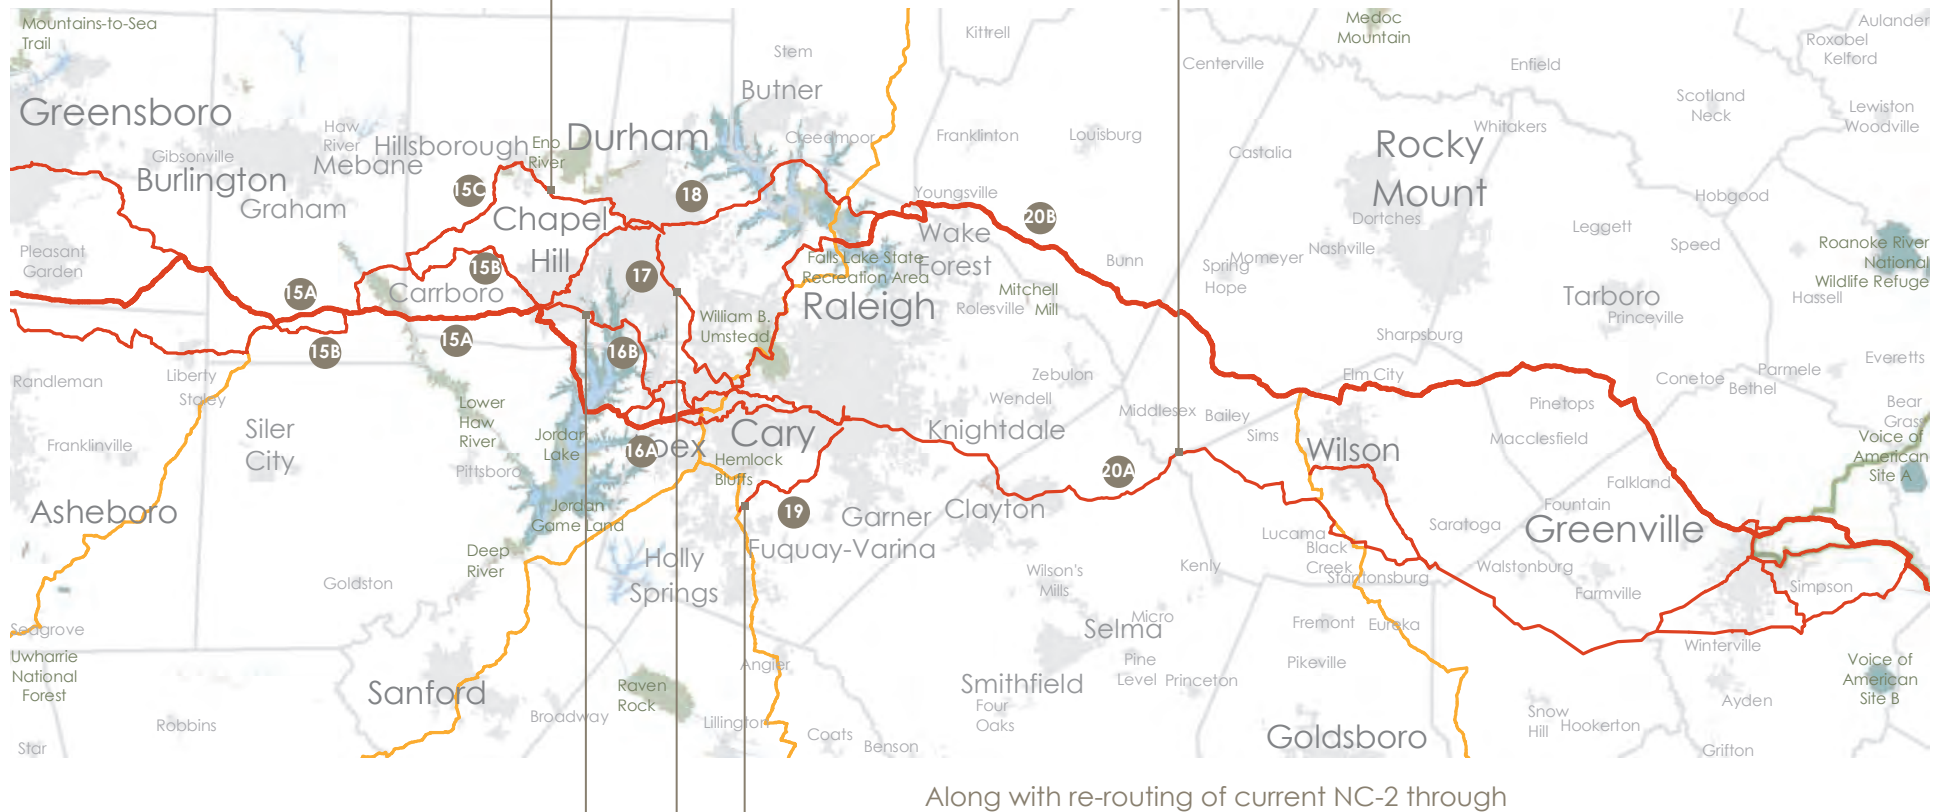 Mountains-to-Sea
Trail
Medoc
Mountain
Aulander
Kittrell
Roxobel
Kelford
Stem
Centerville
Enfield
Butner
Scotland
Neck
Lewiston
Woodville
Greensboro
Haw
River
Hillsborough
Eno
River
Durham
Creedmoor
Franklinton
Louisburg
Whitakers
Rocky
Mount
Gibsonville
Mebane
Castalia
Burlington
15C
18
Youngsville
Hobgood
Graham
Chapel
Hill
20B
Dortches
Leggett
Wake
Forest
Pleasant
Garden
Nashville
Speed
Roanoke River
National
Wildlife Refuge
Falls Lake State
Recreation Area
Bunn
Momeyer
Spring
Hope
15B
17
15A
Carrboro
Raleigh
Rolesville
Mitchell
Mill
Tarboro
Princeville
Hassell
William B.
Umstead
15A
15B
16B
Sharpsburg
Everetts
Randleman
Liberty
Staley
Zebulon
Elm City
Conetoe
Parmele
Bethel
Lower
Haw
River
Wendell
Middlesex
Bailey
Pinetops
Bear
Grass
Siler
City
Franklinville
Jordan
Lake
16A
pex
Cary
Knightdale
Sims
Wilson
Macclesfield
Voice of
American
Site A
Pittsboro
Hemlock
Bluffs
20A
Falkland
Asheboro
Jordan
Game Land
19
Garner
Clayton
Fountain
Greenville
Saratoga
Lucama
Black
Creek
Deep
River
Holly
Springs
Fuquay-Varina
Goldston
Wilson's
Mills
Kenly
Stantonsburg
Walstonburg
Farmville
Simpson
Seagrove
Micro
Selma
Fremont
Eureka
Winterville
Uwharrie
National
Forest
Angier
Pine
Level
Princeton
Pikeville
Voice of
American
Site B
Sanford
Raven
Rock
Smithfield
Four
Oaks
Ayden
Robbins
Broadway
Lillington
Coats
Benson
Goldsboro
Snow
Hill
Hookerton
Star
Grifton
Along with re-routing of current NC-2 through